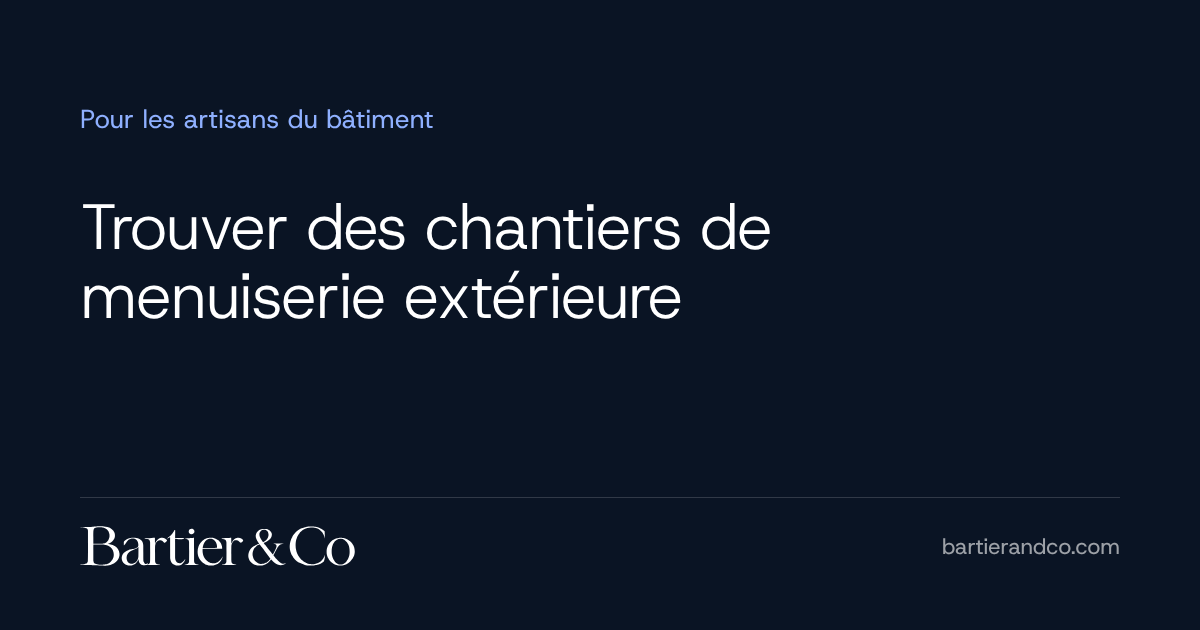 Pour les artisans du bâtiment
Trouver des chantiers de
menuiserie extérieure
Bartier & Co
bartierandco.com